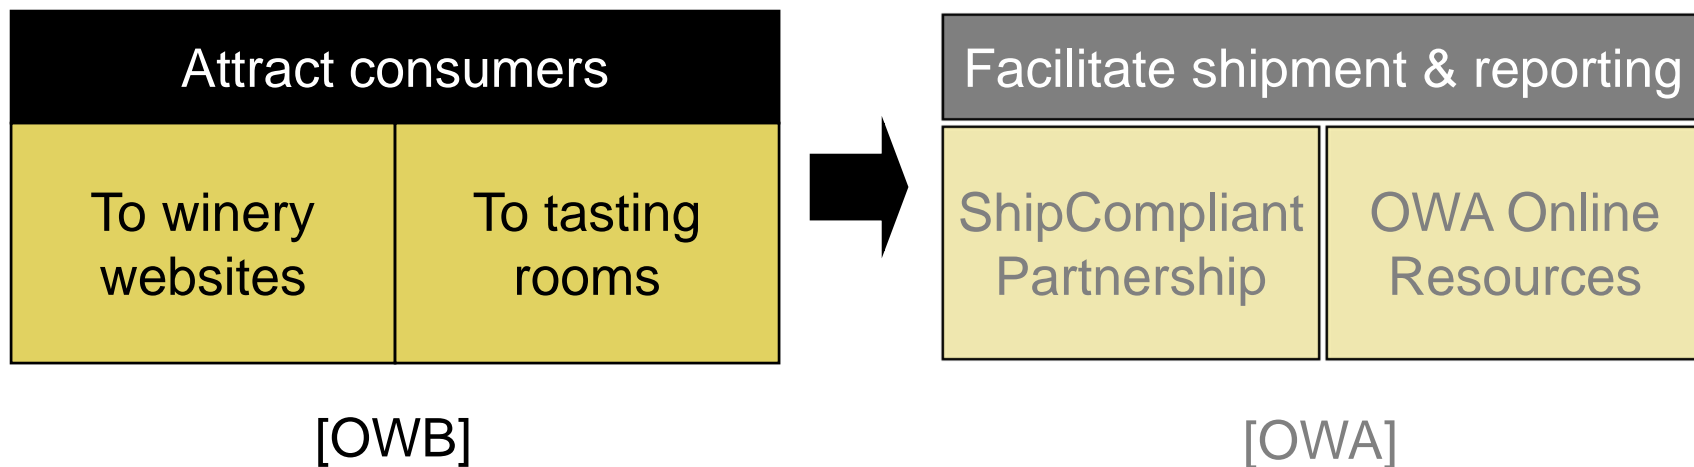 Attract consumers
To winery
websites
To tasting
rooms
[OWB]
Facilitate shipment & reporting
ShipCompliant
Partnership
OWA Online
Resources
[OWA]